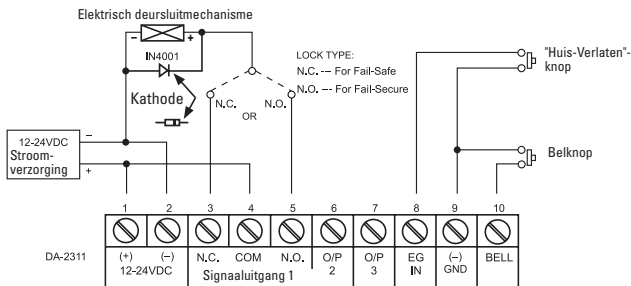 Elektrisch deursluitmechanisme
– +
IN4001
Kathode
LOCK TYPE:
N.C. –– For Fail-Safe
N.O. –– For Fail-Secure
N.C. N.O.
OR
"Huis-Verlaten"-
knop
Belknop
12-24VDC –
Stroom-
verzorging +
1 2 3 4 5 6 7 8 9 10
DA-2311 (+) (–) N.C. COM N.O. O/P O/P EG (–) BELL
12-24VDC Signaaluitgang 1 2 3 IN GND